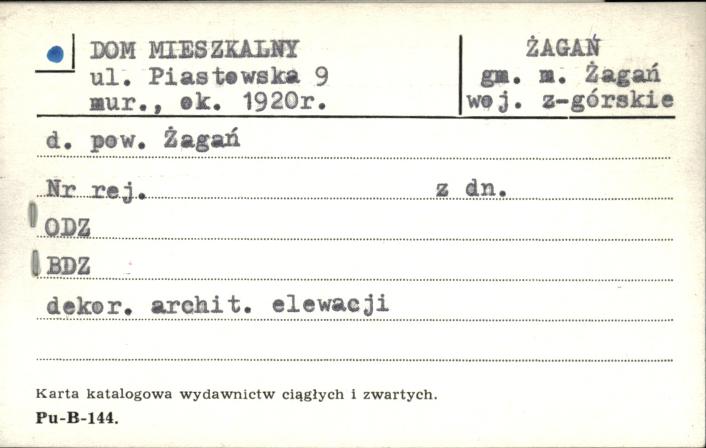 DOM MIESZKALNY
ul. Piastowska 9
mur., ok. 1920r.
ŻAGAŃ
gm. m. Żagań
woj. z-górskie
d. pow. Żagań
Nr rej. z dn.
ODZ
BDZ
dekor. archit. elewacji
Karta katalogowa wydawnictw ciągłych i zwartych.
Pu-B-144.